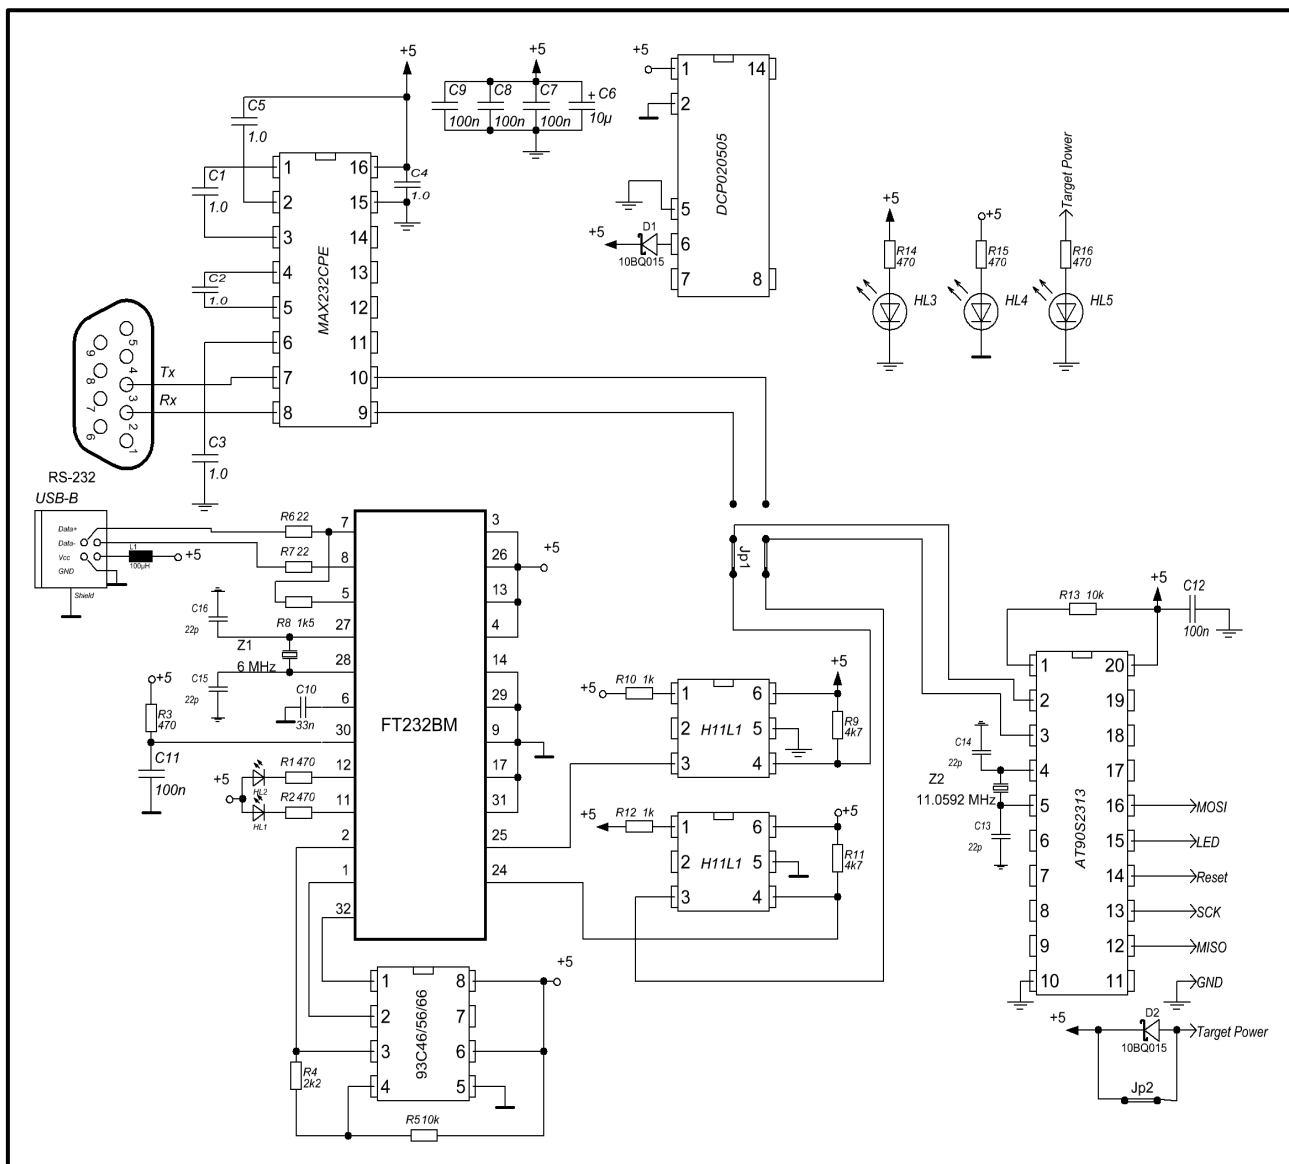 +5
+5
+5
C5
1.0
C9
C8
C7
+ C6
100n
100n
100n
10µ
1
14
2
5
6
7
8
DCP020505
+5
D1
10BQ015
C1
1.0
C2
1.0
C4
1.0
1
2
3
4
5
6
7
8
16
15
14
13
12
11
10
9
MAX232CPE
Target Power
+5
+5
R14
470
R15
470
R16
470
HL3
HL4
HL5
5
9
4
8
3
7
2
6
1
Tx
Rx
C3
1.0
RS-232
USB-B
Data+
Data-
Vcc
GND
Shield
L1
100µH
+5
R6 22
R7 22
R8 1k5
7
8
5
27
28
6
30
12
11
2
1
32
3
26
13
4
14
29
9
17
31
25
24
FT232BM
+5
C16
22p
Z1
6 MHz
C15
22p
C10
33n
+5
R3
470
C11
100n
+5
R1 470
HL2
R2 470
HL1
Jp1
+5
R10 1k
1
2
3
6
5
4
H11L1
+5
R9
4k7
R12 1k
1
2
3
6
5
4
H11L1
+5
R11
4k7
R13 10k
+5
C12
100n
1
2
3
4
5
6
7
8
9
10
20
19
18
17
16
15
14
13
12
11
AT90S2313
C14
22p
Z2
11.0592 MHz
C13
22p
MOSI
LED
Reset
SCK
MISO
GND
+5
D2
10BQ015
Target Power
Jp2
1
2
3
4
8
7
6
5
93C46/56/66
+5
R4
2k2
R5 10k